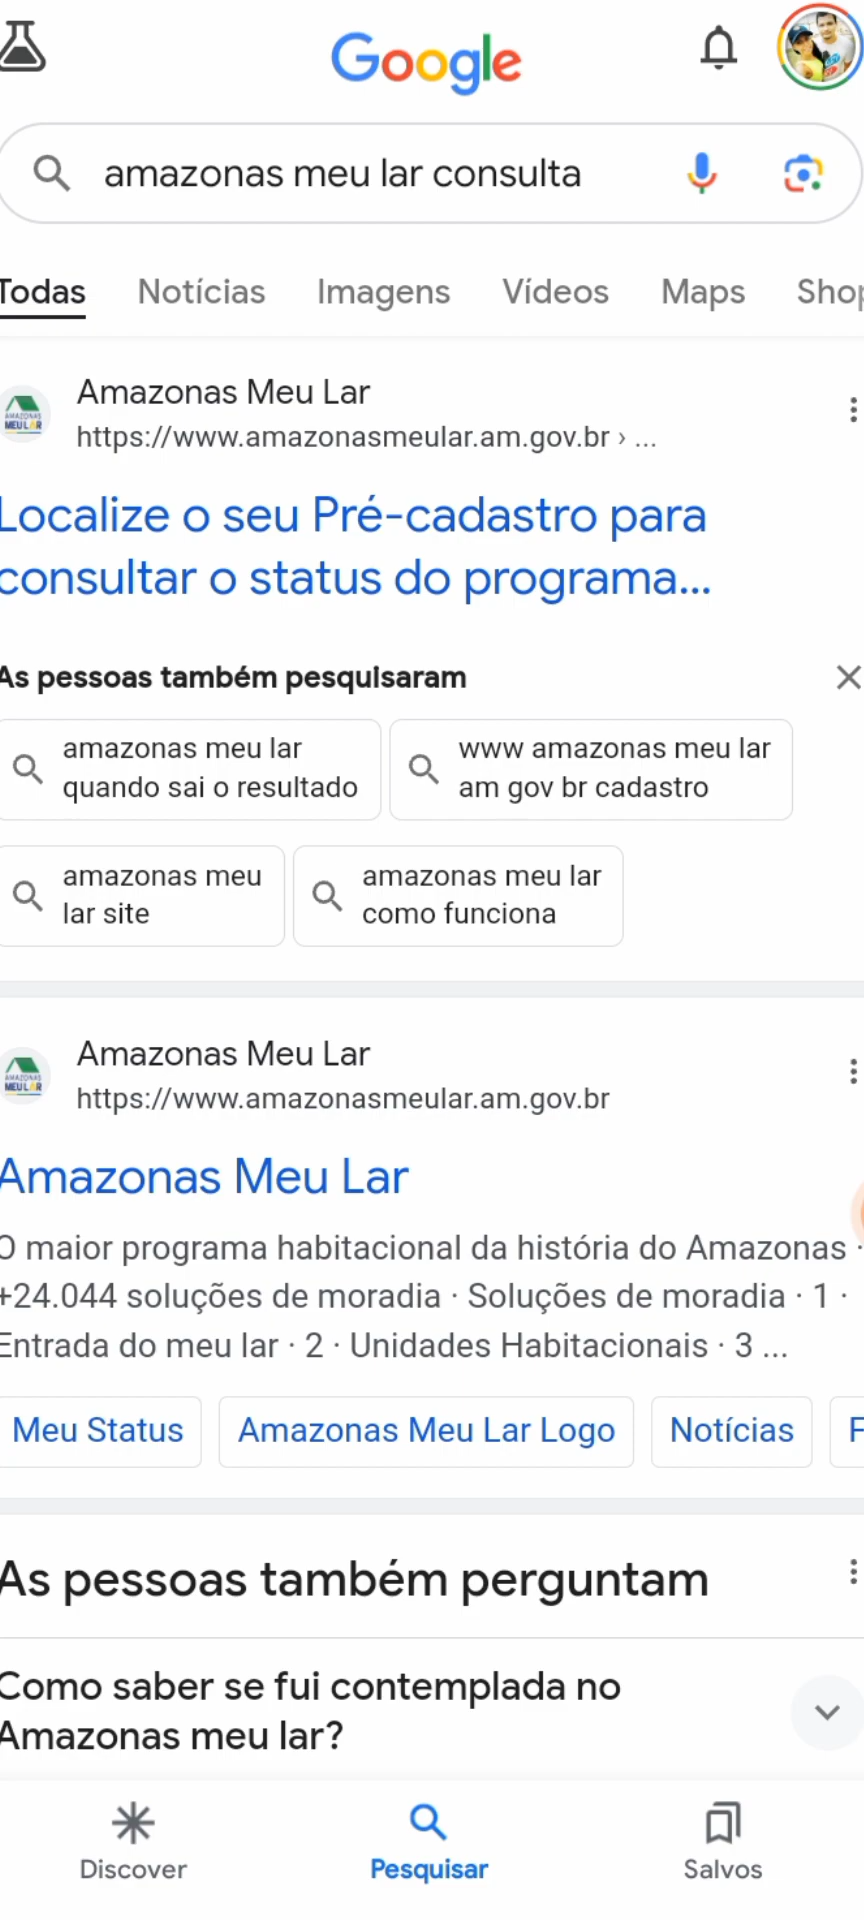 Google
amazonas meu lar consulta
Todas Notícias Imagens Vídeos Maps Shop
Amazonas Meu Lar
https://www.amazonasmeular.am.gov.br › ...
Localize o seu Pré-cadastro para
consultar o status do programa...
As pessoas também pesquisaram
amazonas meu lar
quando sai o resultado
www amazonas meu lar
am gov br cadastro
amazonas meu
lar site
amazonas meu lar
como funciona
Amazonas Meu Lar
https://www.amazonasmeular.am.gov.br
Amazonas Meu Lar
O maior programa habitacional da história do Amazonas ·
+24.044 soluções de moradia · Soluções de moradia · 1 ·
Entrada do meu lar · 2 · Unidades Habitacionais · 3 ...
Meu Status Amazonas Meu Lar Logo Notícias F
As pessoas também perguntam
Como saber se fui contemplada no
Amazonas meu lar?
Discover Pesquisar Salvos